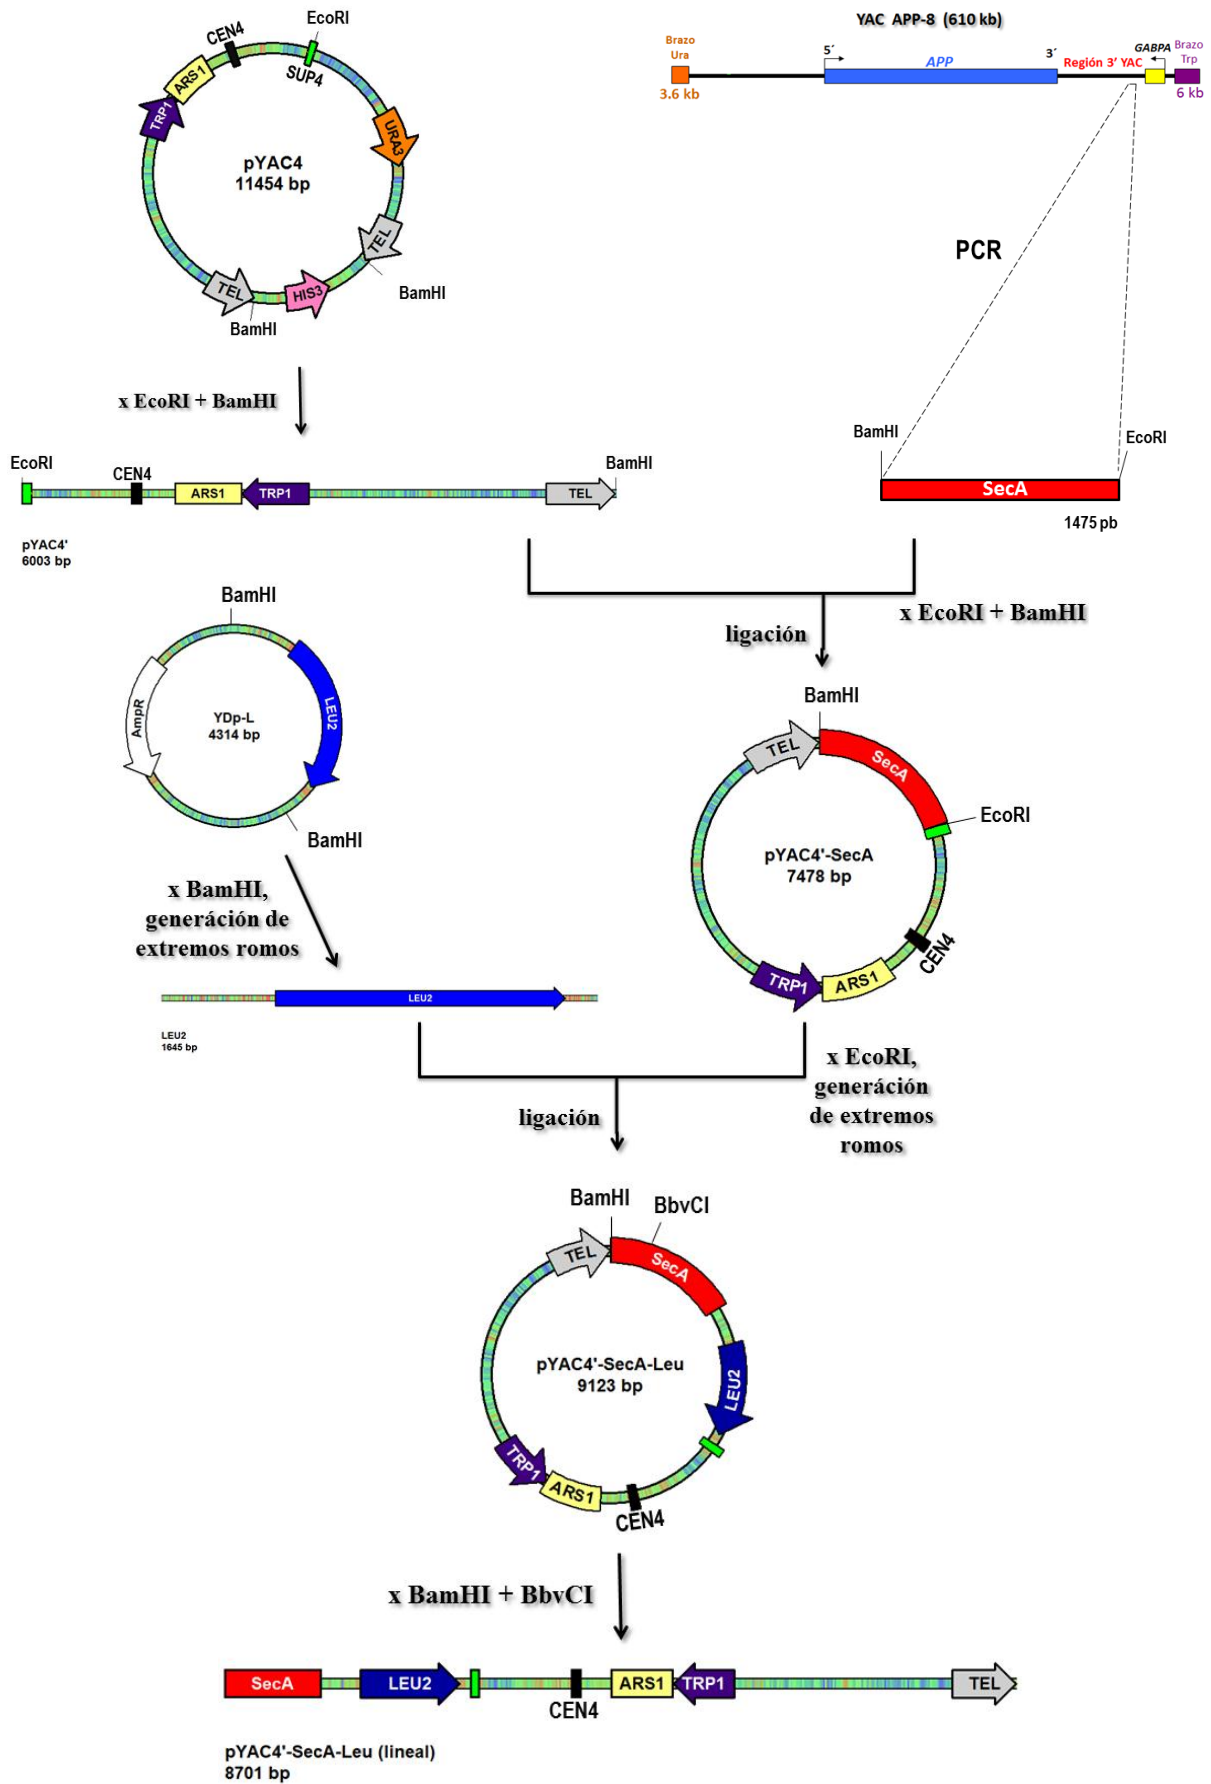 EcoRI
CEN4
SUP4
ARS1
TRP1
URA3
pYAC4
11454 bp
TEL
TEL
HIS3
BamHI
BamHI
YAC APP-8 (610 kb)
Brazo
Ura
5´
APP
3´
Región 3’ YAC
GABPA
Brazo
Trp
3.6 kb
6 kb
PCR
x EcoRI + BamHI
BamHI
EcoRI
SecA
1475 pb
EcoRI
CEN4
ARS1
TRP1
TEL
BamHI
pYAC4'
6003 bp
x EcoRI + BamHI
ligación
BamHI
AmpR
LEU2
YDp-L
4314 bp
BamHI
x BamHI,
generáción de
extremos romos
LEU2
LEU2
1645 bp
BamHI
TEL
SecA
EcoRI
pYAC4'-SecA
7478 bp
CEN4
TRP1
ARS1
x EcoRI,
generáción
de extremos
romos
ligación
BamHI
BbvCI
TEL
SecA
pYAC4'-SecA-Leu
9123 bp
LEU2
TRP1
ARS1
CEN4
x BamHI + BbvCI
SecA
LEU2
CEN4
ARS1
TRP1
TEL
pYAC4'-SecA-Leu (lineal)
8701 bp